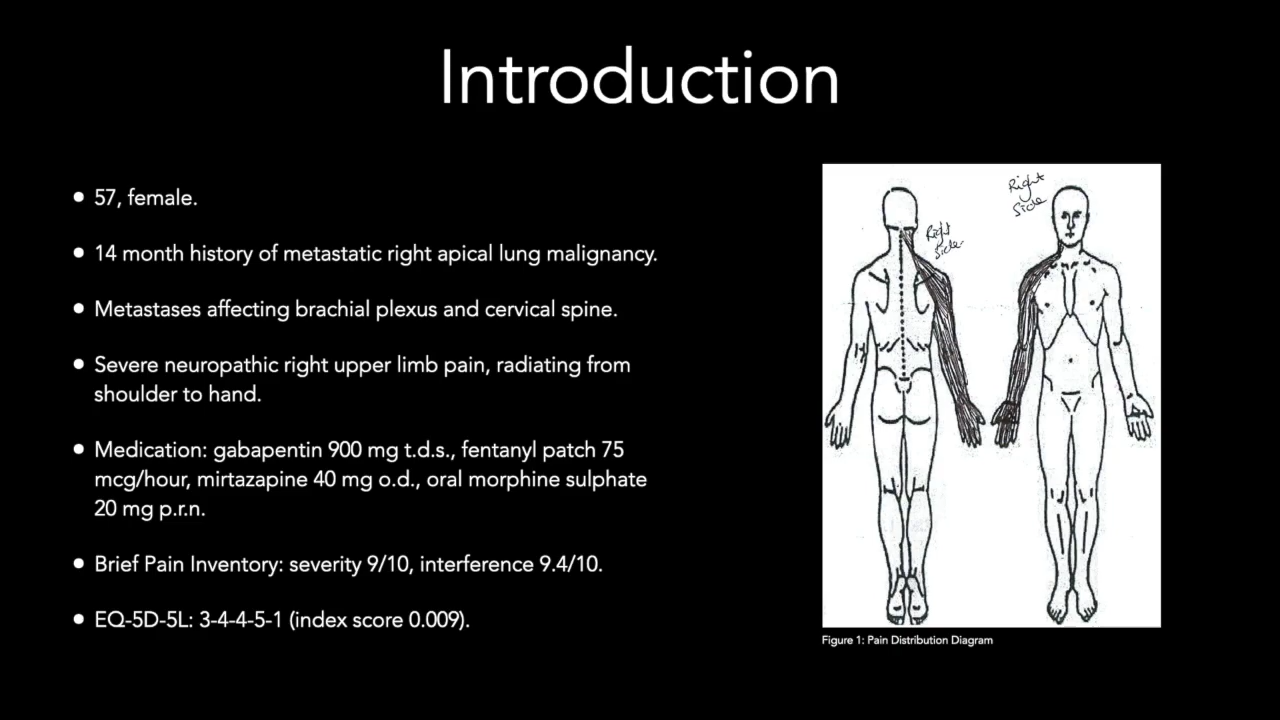 Introduction
• 57, female.
• 14 month history of metastatic right apical lung malignancy.
• Metastases affecting brachial plexus and cervical spine.
• Severe neuropathic right upper limb pain, radiating from
shoulder to hand.
• Medication: gabapentin 900 mg t.d.s., fentanyl patch 75
mcg/hour, mirtazapine 40 mg o.d., oral morphine sulphate
20 mg p.r.n.
• Brief Pain Inventory: severity 9/10, interference 9.4/10.
• EQ-5D-5L: 3-4-4-5-1 (index score 0.009).
Right
Side
Right
Side
Figure 1: Pain Distribution Diagram